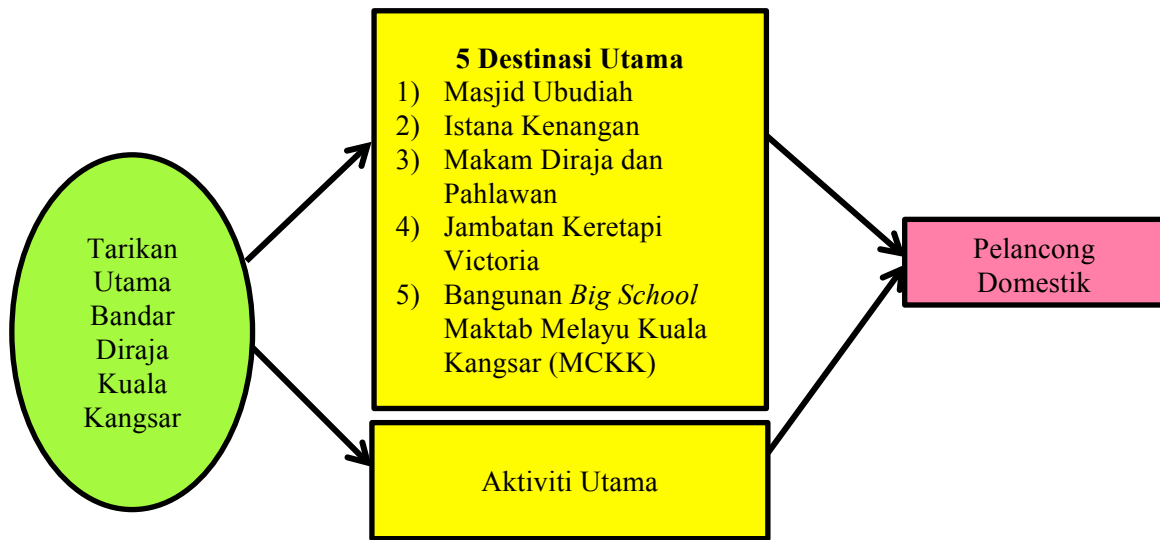 Tarikan
Utama
Bandar
Diraja
Kuala
Kangsar
5 Destinasi Utama
1) Masjid Ubudiah
2) Istana Kenangan
3) Makam Diraja dan
Pahlawan
4) Jambatan Keretapi
Victoria
5) Bangunan Big School
Maktab Melayu Kuala
Kangsar (MCKK)
Aktiviti Utama
Pelancong
Domestik